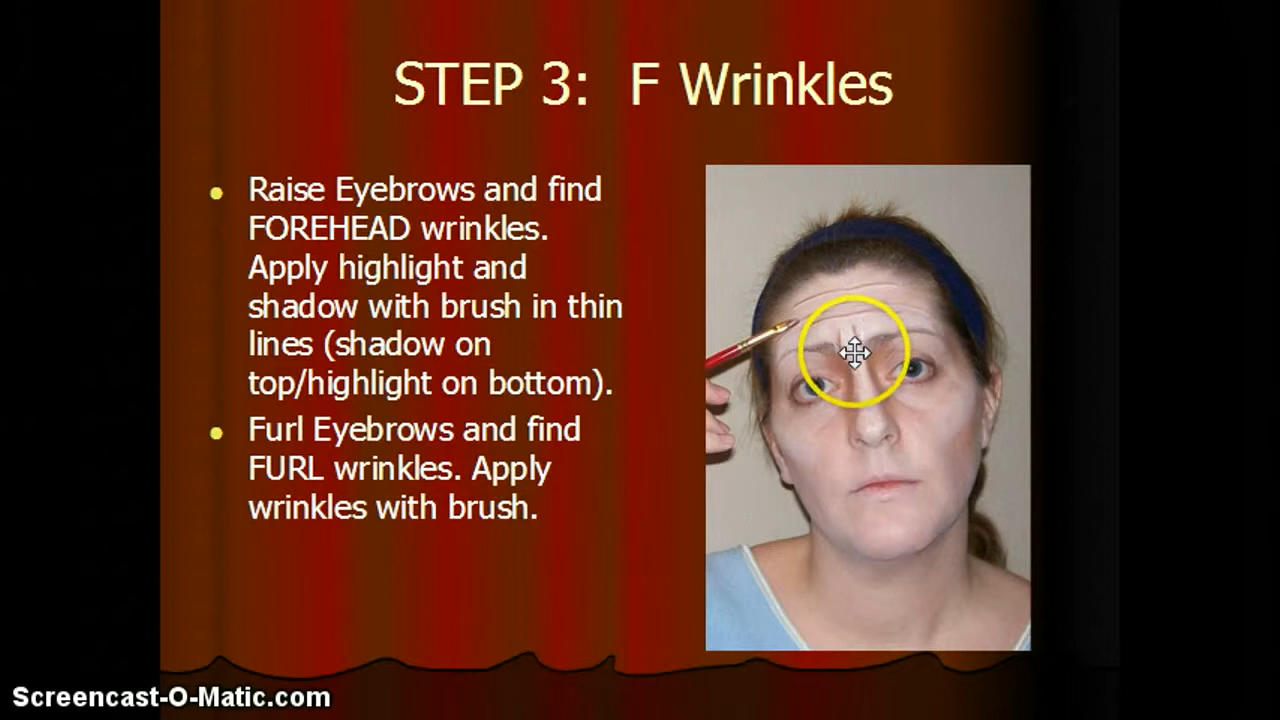 STEP 3: F Wrinkles
Raise Eyebrows and find
FOREHEAD wrinkles.
Apply highlight and
shadow with brush in thin
lines (shadow on
top/highlight on bottom).
Furl Eyebrows and find
FURL wrinkles. Apply
wrinkles with brush.
Screencast-O-Matic.com